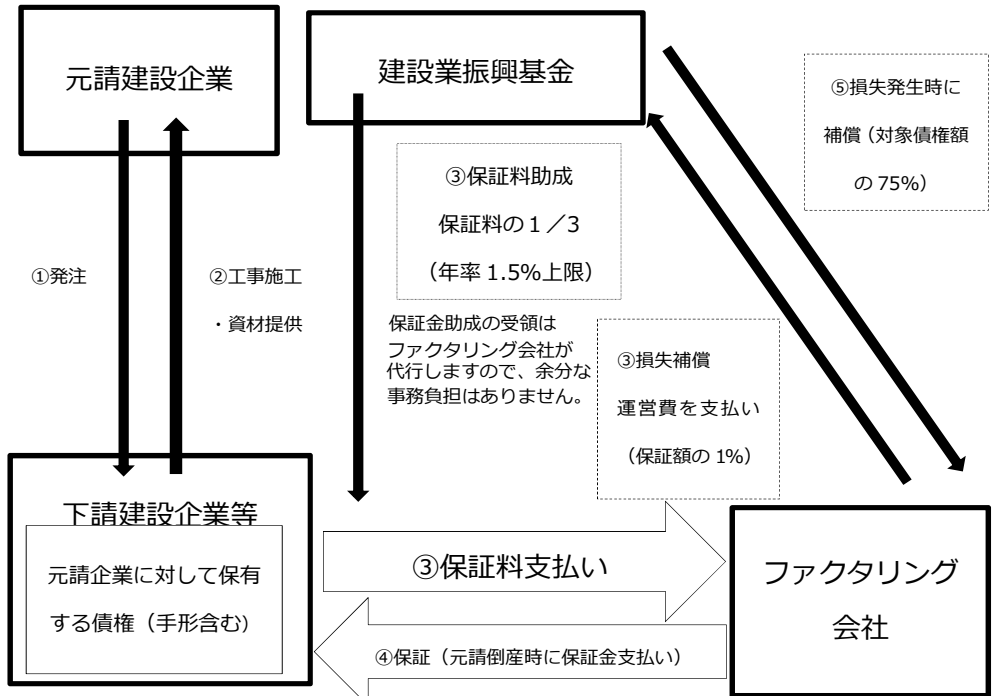 元請建設企業
建設業振興基金
⑤損失発生時に
補償（対象債権額
の 75%）
③保証料助成
保証料の１／3
（年率 1.5%上限）
①発注
②工事施工
・資材提供
保証金助成の受領は
ファクタリング会社が
代行しますので、余分な
事務負担はありません。
③損失補償
運営費を支払い
（保証額の 1%）
下請建設企業等
元請企業に対して保有
する債権（手形含む）
③保証料支払い
④保証（元請倒産時に保証金支払い）
ファクタリング
会社